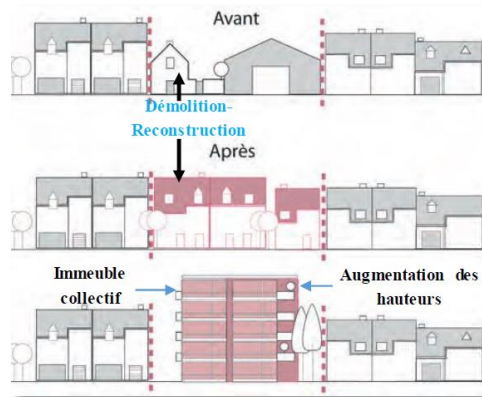 Avant
Démolition-
Reconstruction
Après
Immeuble
collectif
Augmentation des
hauteurs